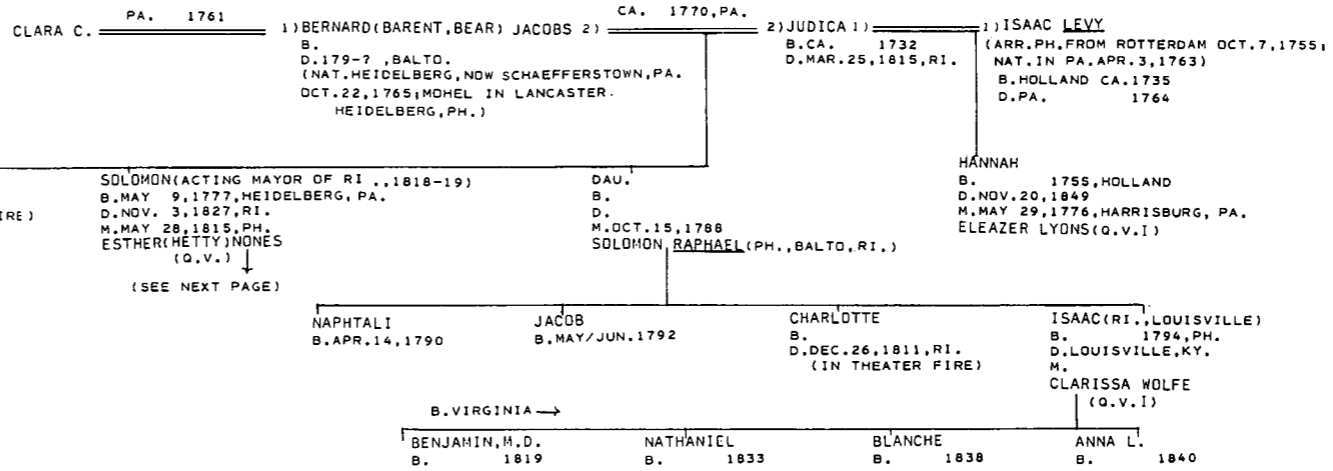 PA. 1761
CA. 1770,PA.
CLARA C.
1)BERNARD(BARENT,BEAR) JACOBS 2)
2)JUDICA 1)
1)ISAAC LEVY
B.
D.179-? ,BALTO.
(NAT.HEIDELBERG,NOW SCHAEFFERSTOWN,PA.
OCT.22,1765;MOHEL IN LANCASTER.
HEIDELBERG,PH.)
B.CA. 1732
D.MAR.25,1815,RI.
(ARR.PH.FROM ROTTERDAM OCT.7,1755;
NAT.IN PA.APR.3,1763)
B.HOLLAND CA.1735
D.PA. 1764
IRE)
SOLOMON(ACTING MAYOR OF RI .,1818-19)
B.MAY 9,1777,HEIDELBERG,PA.
D.NOV. 3,1827,RI.
M.MAY 28,1815,PH.
ESTHER(HETTY)NONES
(Q.V.)
(SEE NEXT PAGE)
DAU.
B.
D.
M.OCT.15,1788
SOLOMON RAPHAEL(PH.,BALTO,RI.)
HANNAH
B. 1755,HOLLAND
D.NOV.20,1849
M.MAY 29,1776,HARRISBURG, PA.
ELEAZER LYONS(Q.V.I)
NAPHTALI
B.APR.14,1790
JACOB
B.MAY/JUN.1792
CHARLOTTE
B.
D.DEC.26,1811,RI.
(IN THEATER FIRE)
ISAAC(RI.,LOUISVILLE)
B. 1794,PH.
D.LOUISVILLE,KY.
M.
CLARISSA WOLFE
(Q.V.I)
B.VIRGINIA→
BENJAMIN,M.D.
B. 1819
NATHANIEL
B. 1833
BLANCHE
B. 1838
ANNA L.
B. 1840